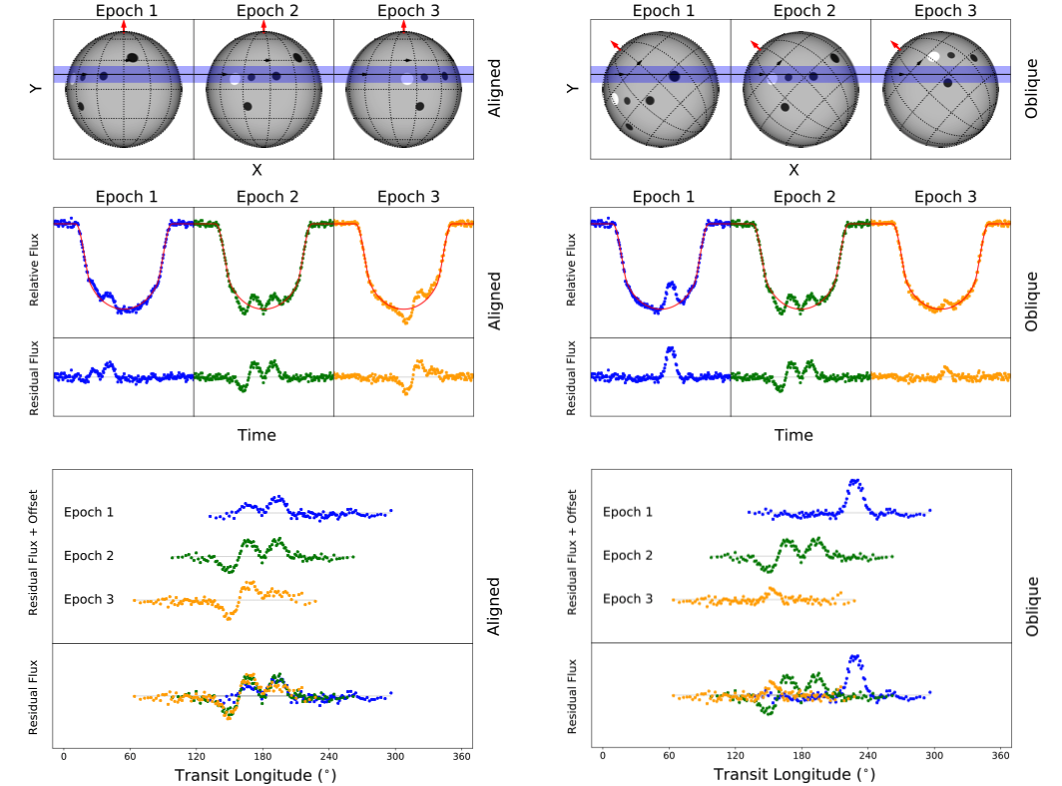 Epoch 1 Epoch 2 Epoch 3
Y
Aligned
X
Epoch 1 Epoch 2 Epoch 3
Relative Flux
Aligned
Residual Flux
Time
Residual Flux + Offset
Epoch 1
Epoch 2
Epoch 3
Aligned
Residual Flux
0 60 120 180 240 300 360
Transit Longitude (°)
Epoch 1 Epoch 2 Epoch 3
Y
Oblique
X
Epoch 1 Epoch 2 Epoch 3
Relative Flux
Oblique
Residual Flux
Time
Residual Flux + Offset
Epoch 1
Epoch 2
Epoch 3
Oblique
Residual Flux
0 60 120 180 240 300 360
Transit Longitude (°)